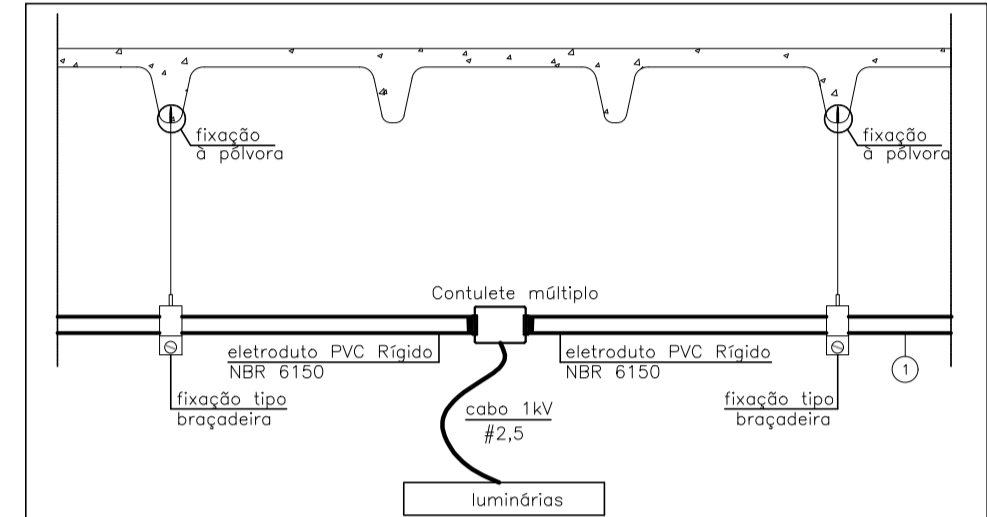 fixação
à pólvora
fixação
à pólvora
Contulete múltiplo
eletroduto PVC Rígido
NBR 6150
eletroduto PVC Rígido
NBR 6150
1
fixação tipo
braçadeira
cabo 1kV
#2,5
fixação tipo
braçadeira
luminárias